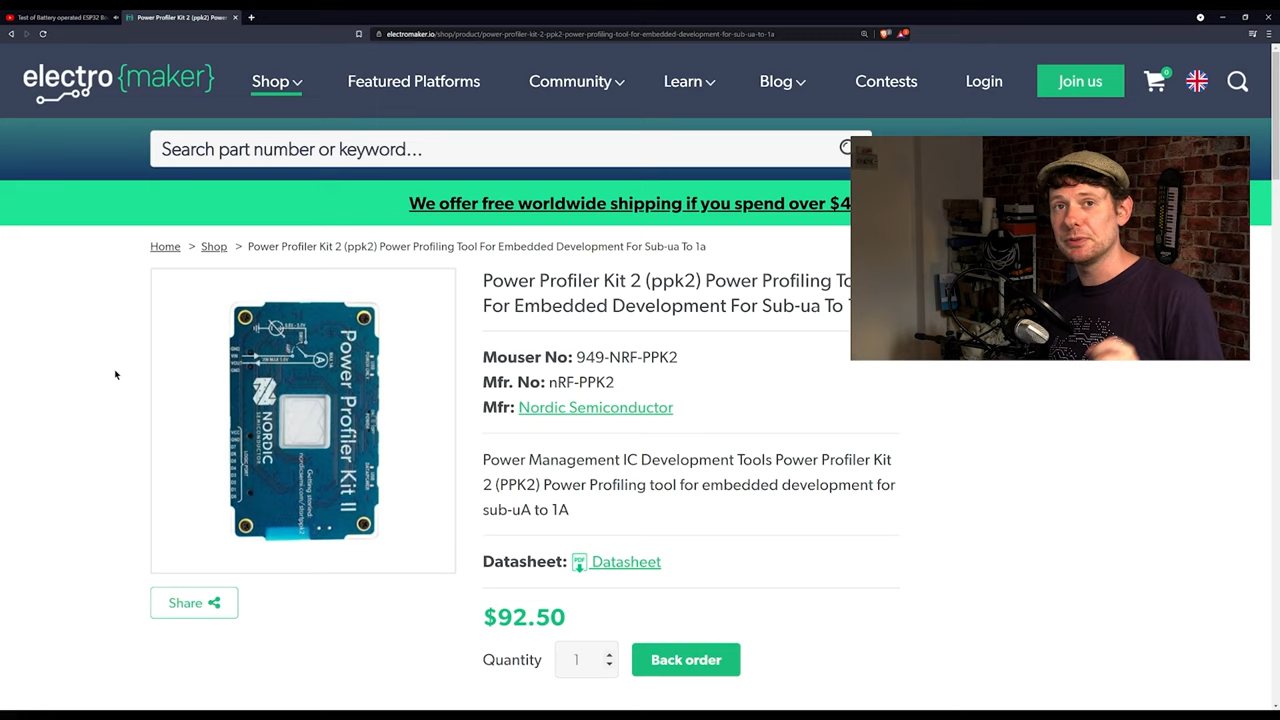 Test of Battery operated ESP32 Bo
Power Profiler Kit 2 (ppk2) Powe
electromaker.io/shop/product/power-profiler-kit-2-ppk2-power-profiling-tool-for-embedded-development-for-sub-ua-to-1a
electro{maker}
Shop
Featured Platforms
Community
Learn
Blog
Contests
Login
Join us
0
Search part number or keyword...
We offer free worldwide shipping if you spend over $4
Home > Shop > Power Profiler Kit 2 (ppk2) Power Profiling Tool For Embedded Development For Sub-ua To 1a
Power Profiler Kit 2 (ppk2) Power Profiling To
For Embedded Development For Sub-ua To
Mouser No: 949-NRF-PPK2
Mfr. No: nRF-PPK2
Mfr: Nordic Semiconductor
Power Management IC Development Tools Power Profiler Kit
2 (PPK2) Power Profiling tool for embedded development for
sub-uA to 1A
Datasheet: PDF Datasheet
$92.50
Quantity 1 Back order
Share
Power Profiler Kit II
NORDIC
SEMICONDUCTOR